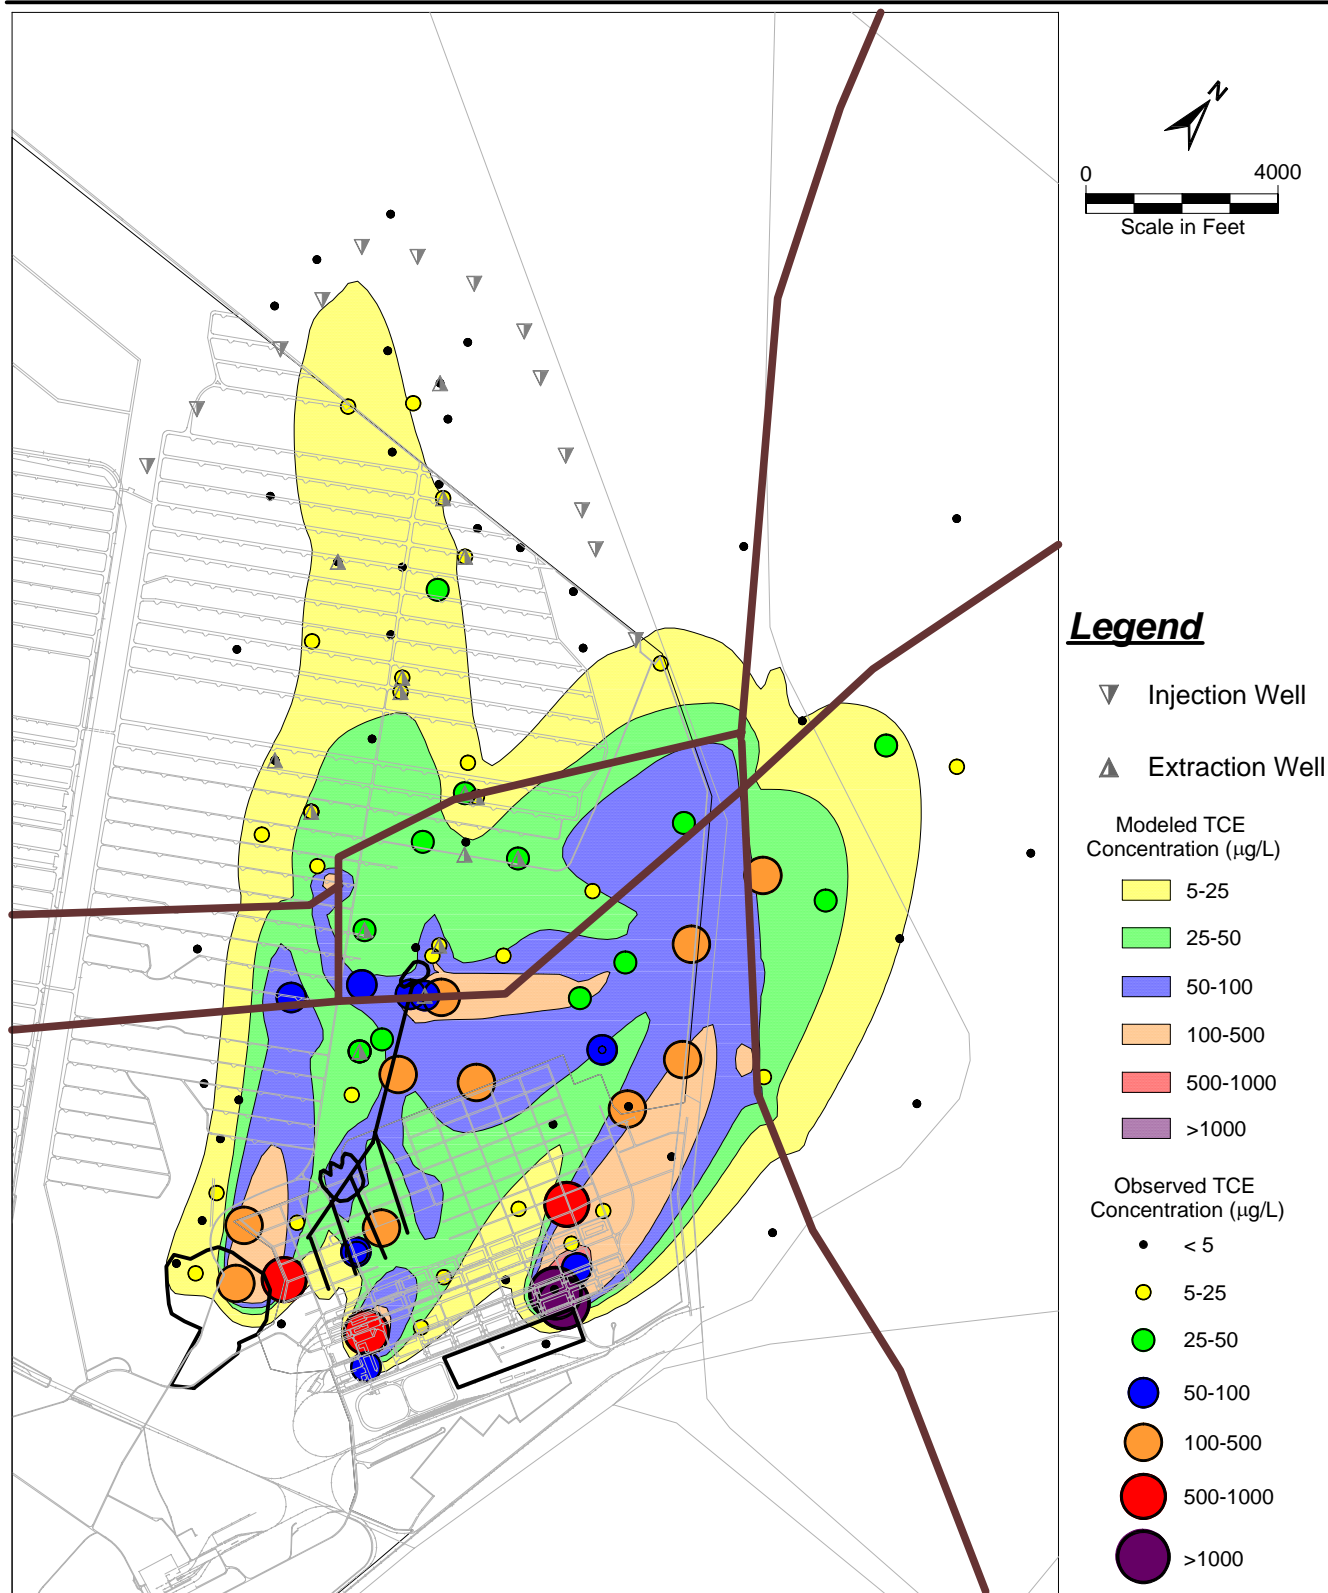 N
0 4000
Scale in Feet
Legend
Injection Well
Extraction Well
Modeled TCE
Concentration (µg/L)
5-25
25-50
50-100
100-500
500-1000
>1000
Observed TCE
Concentration (µg/L)
< 5
5-25
25-50
50-100
100-500
500-1000
>1000